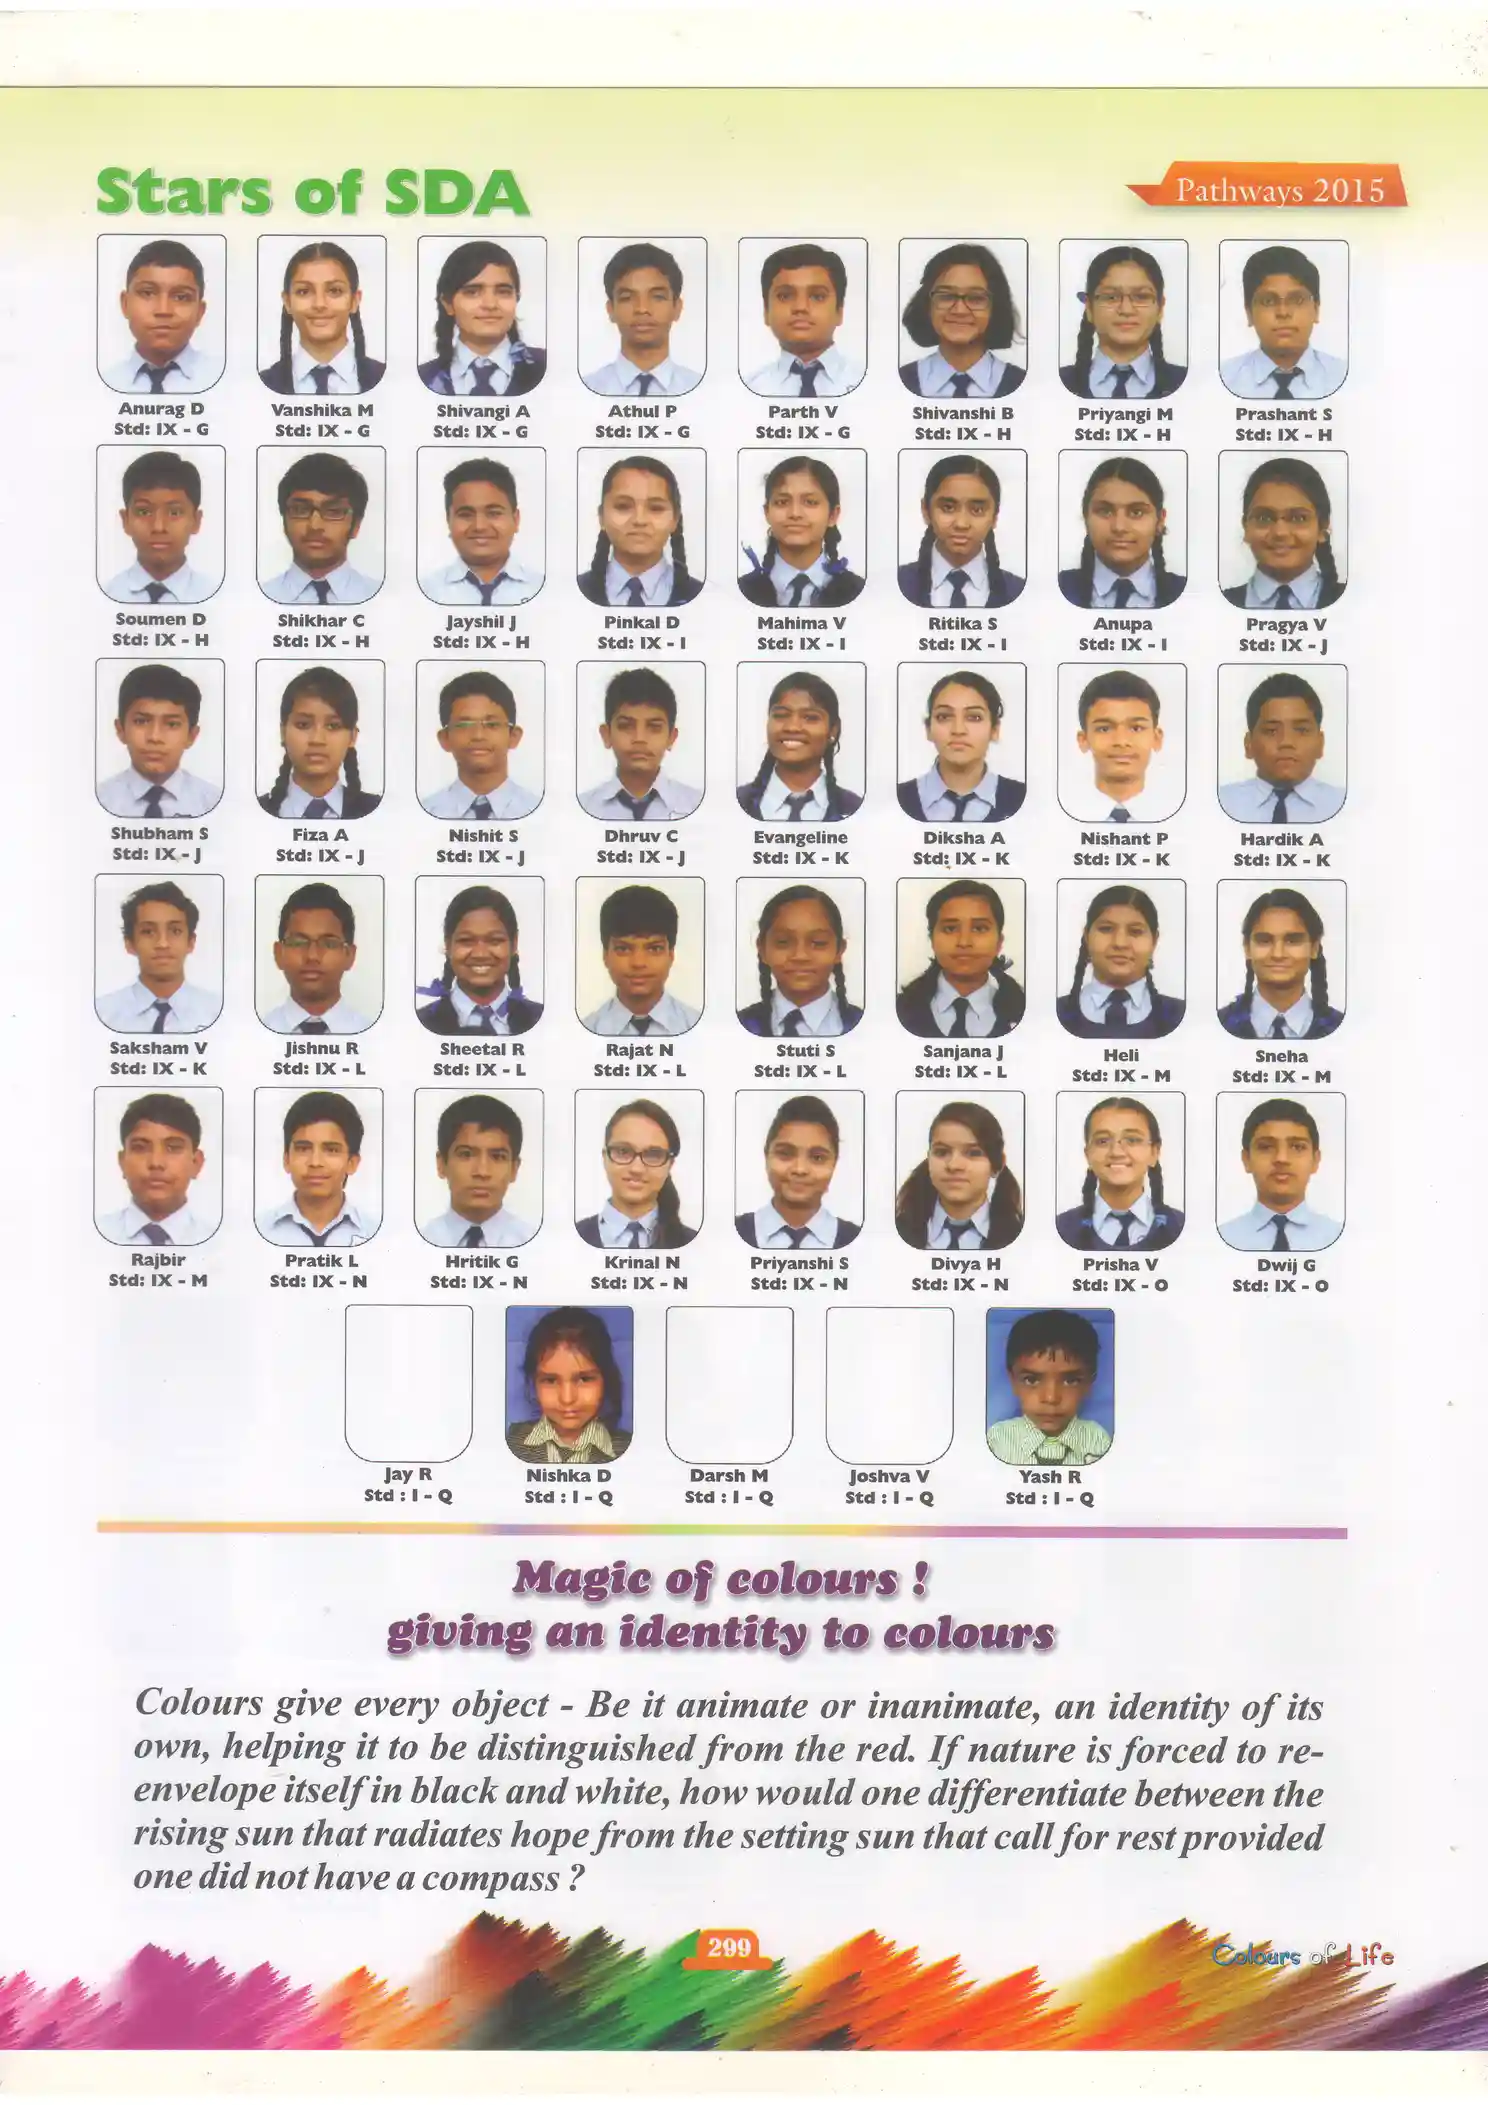 Stars of SDA
Pathways 2015
Anurag D Vanshika M Shivangi A Athul P Parth V Shivanshi B Priyangi M Prashant S
Std: IX - G Std: IX - G Std: IX - G Std: IX - G Std: IX - G Std: IX - H Std: IX - H Std: IX - H
Soumen D Shikhar C Jayshil J Pinkal D Mahima V Ritika S Anupa Pragya V
Std: IX - H Std: IX - H Std: IX - H Std: IX - I Std: IX - I Std: IX - I Std: IX - I Std: IX - J
Shubham S Fiza A Nishit S Dhruv C Evangeline Diksha A Nishant P Hardik A
Std: IX - J Std: IX - J Std: IX - J Std: IX - J Std: IX - K Std: IX - K Std: IX - K Std: IX - K
Saksham V Jishnu R Sheetal R Rajat N Stuti S Sanjana J Heli Sneha
Std: IX - K Std: IX - L Std: IX - L Std: IX - L Std: IX - L Std: IX - L Std: IX - M Std: IX - M
Rajbir Pratik L Hritik G Krinal N Priyanshi S Divya H Prisha V Dwij G
Std: IX - M Std: IX - N Std: IX - N Std: IX - N Std: IX - N Std: IX - N Std: IX - O Std: IX - O
Jay R Nishka D Darsh M Joshva V Yash R
Std : I - Q Std : I - Q Std : I - Q Std : I - Q Std : I - Q
Magic of colours !
giving an identity to colours
Colours give every object - Be it animate or inanimate, an identity of its
own, helping it to be distinguished from the red. If nature is forced to re-
envelope itself in black and white, how would one differentiate between the
rising sun that radiates hope from the setting sun that call for rest provided
one did not have a compass ?
299
Colours of Life